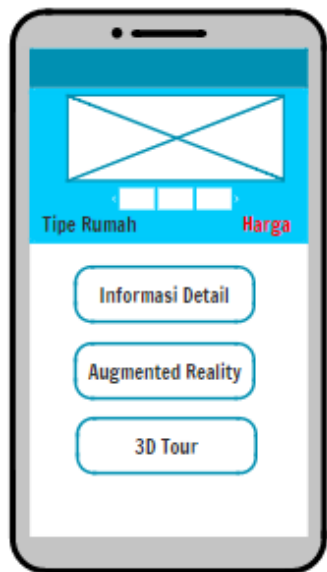 Tipe Rumah Harga
Informasi Detail
Augmented Reality
3D Tour